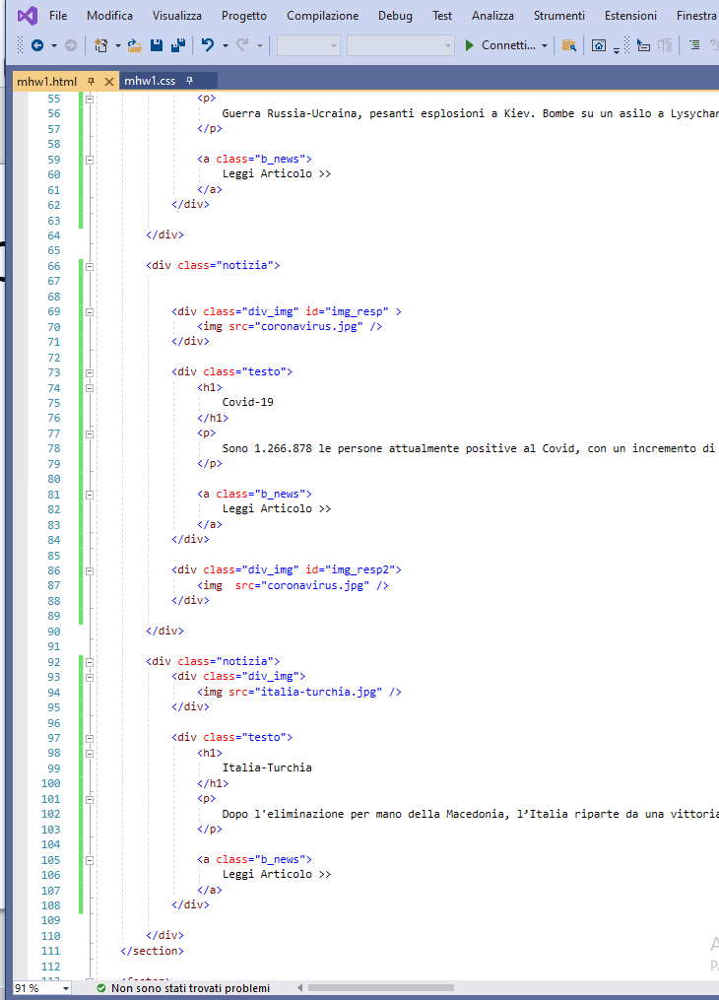 File Modifica Visualizza Progetto Compilazione Debug Test Analizza Strumenti Estensioni Finestra
Connetti...
mhw1.html mhw1.css
55 <p>
56 Guerra Russia-Ucraina, pesanti esplosioni a Kiev. Bombe su un asilo a Lysychan
57 </p>
58
59 <a class="b_news">
60 Leggi Articolo >>
61 </a>
62 </div>
63
64 </div>
65
66 <div class="notizia">
67
68
69 <div class="div_img" id="img_resp" >
70 <img src="coronavirus.jpg" />
71 </div>
72
73 <div class="testo">
74 <h1>
75 Covid-19
76 </h1>
77 <p>
78 Sono 1.266.878 le persone attualmente positive al Covid, con un incremento di
79 </p>
80
81 <a class="b_news">
82 Leggi Articolo >>
83 </a>
84 </div>
85
86 <div class="div_img" id="img_resp2">
87 <img  src="coronavirus.jpg" />
88 </div>
89
90 </div>
91
92 <div class="notizia">
93 <div class="div_img">
94 <img src="italia-turchia.jpg" />
95 </div>
96
97 <div class="testo">
98 <h1>
99 Italia-Turchia
100 </h1>
101 <p>
102 Dopo l'eliminazione per mano della Macedonia, l’Italia riparte da una vittoria
103 </p>
104
105 <a class="b_news">
106 Leggi Articolo >>
107 </a>
108 </div>
109
110 </div>
111 </section>
112
91 % Non sono stati trovati problemi